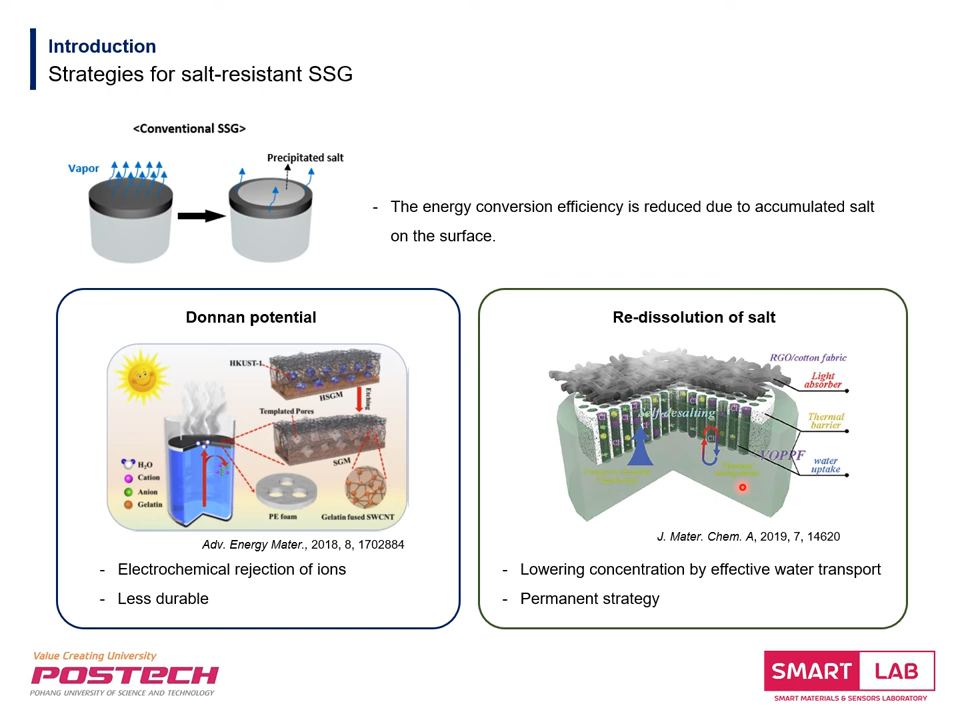 Introduction
Strategies for salt-resistant SSG
<Conventional SSG>
Vapor
Precipitated salt
- The energy conversion efficiency is reduced due to accumulated salt
on the surface.
Donnan potential
HKUST-1
HSGM
Etching
Templated Pores
SGM
H₂O
Cation
Anion
Gelatin
PE foam
Gelatin fused SWCNT
Adv. Energy Mater., 2018, 8, 1702884
- Electrochemical rejection of ions
- Less durable
Re-dissolution of salt
RGO/cotton fabric
Light
absorber
Self-desalting
Thermal
barrier
VOPPF
water
uptake
J. Mater. Chem. A, 2019, 7, 14620
- Lowering concentration by effective water transport
- Permanent strategy
Value Creating University
POSTECH
POHANG UNIVERSITY OF SCIENCE AND TECHNOLOGY
SMART LAB
SMART MATERIALS & SENSORS LABORATORY